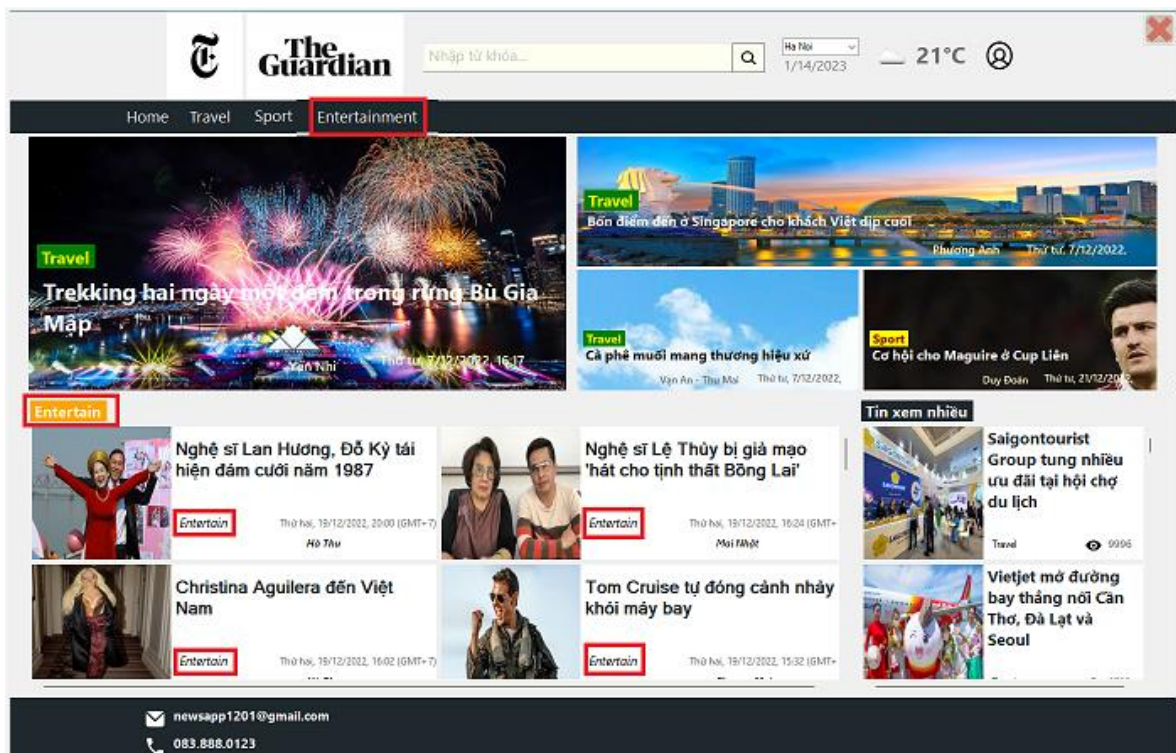 The
Guardian
Nhập từ khóa...
Ha Noi
1/14/2023
21°C
Home Travel Sport Entertainment
Travel
Trekking hai ngày một đêm trong rừng Bù Gia
Mập
Yên Nhi Thứ tư, 7/12/2022, 16:17
Travel
Bốn điểm đến ở Singapore cho khách Việt dịp cuối
Phương Anh Thứ tư, 7/12/2022,
Travel
Cà phê muối mang thương hiệu xứ
Vạn An - Thu Mai Thứ tư, 7/12/2022,
Sport
Cơ hội cho Maguire ở Cup Liên
Duy Đoán Thứ tư, 21/12/2022,
Entertain
Nghệ sĩ Lan Hương, Đỗ Kỷ tái
hiện đám cưới năm 1987
Entertain Thứ hai, 19/12/2022, 20:00 (GMT+7)
Hà Thu
Nghệ sĩ Lệ Thủy bị giả mạo
'hát cho tịnh thất Bồng Lai'
Entertain Thứ hai, 19/12/2022, 16:24 (GMT+
Mai Nhật
Christina Aguilera đến Việt
Nam
Entertain Thứ hai, 19/12/2022, 16:02 (GMT+7)
Tom Cruise tự đóng cảnh nhảy
khỏi máy bay
Entertain Thứ hai, 19/12/2022, 15:32 (GMT+
Tin xem nhiều
Saigontourist
Group tung nhiều
ưu đãi tại hội chợ
du lịch
Travel 9996
Vietjet mở đường
bay thẳng nối Cần
Thơ, Đà Lạt và
Seoul
newsapp1201@gmail.com
083.888.0123